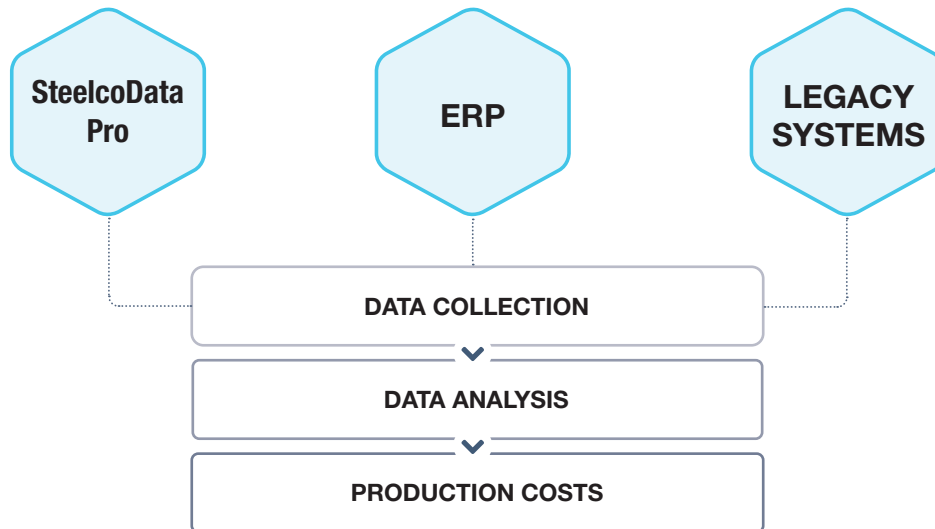 SteelcoData
Pro
ERP
LEGACY
SYSTEMS
DATA COLLECTION
DATA ANALYSIS
PRODUCTION COSTS